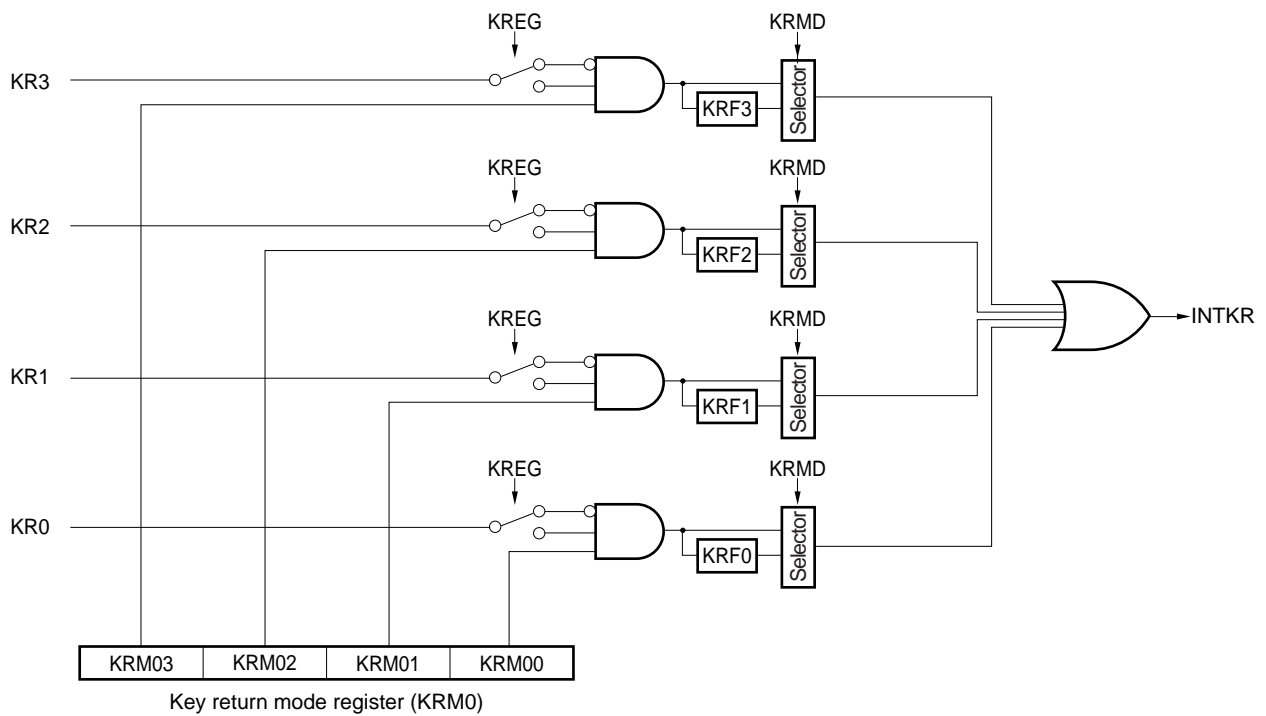 KREG KRMD
KR3
KRF3
Selector
KREG KRMD
KR2
KRF2
Selector
INTKR
KREG KRMD
KR1
KRF1
Selector
KREG KRMD
KR0
KRF0
Selector
KRM03 KRM02 KRM01 KRM00
Key return mode register (KRM0)